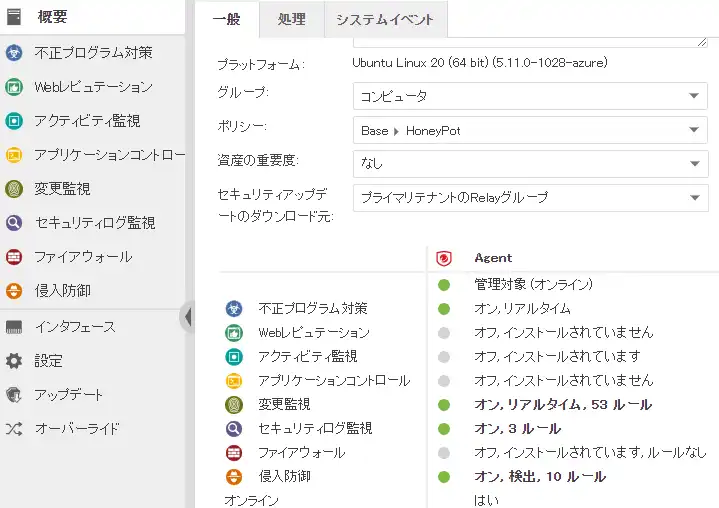 概要
不正プログラム対策
Webレピュテーション
アクティビティ監視
アプリケーションコントロー
変更監視
セキュリティログ監視
ファイアウォール
侵入防御
インタフェース
設定
アップデート
オーバーライド
一般 処理 システムイベント
プラットフォーム: Ubuntu Linux 20 (64 bit) (5.11.0-1028-azure)
グループ: コンピュータ
ポリシー: Base HoneyPot
資産の重要度: なし
セキュリティアップデ
ートのダウンロード元: プライマリテナントのRelayグループ
Agent
管理対象 (オンライン)
不正プログラム対策 オン, リアルタイム
Webレピュテーション オフ, インストールされていません
アクティビティ監視 オフ, インストールされています
アプリケーションコントロール オフ, インストールされていません
変更監視 オン, リアルタイム, 53 ルール
セキュリティログ監視 オン, 3 ルール
ファイアウォール オフ, インストールされています, ルールなし
侵入防御 オン, 検出, 10 ルール
オンライン はい